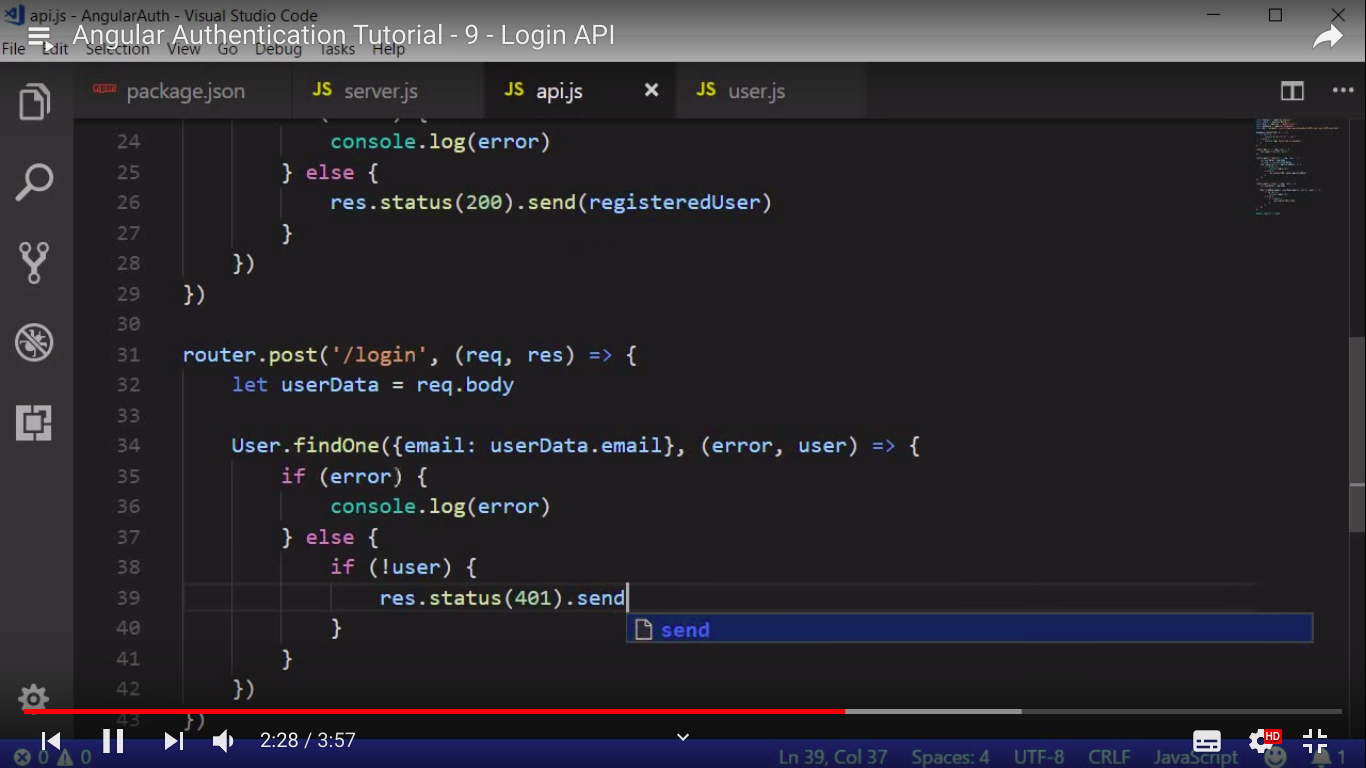 api.js - AngularAuth - Visual Studio Code
Angular Authentication Tutorial - 9 - Login API
File Edit Selection View Go Debug Tasks Help
npm package.json JS server.js JS api.js JS user.js
24 console.log(error)
25 } else {
26 res.status(200).send(registeredUser)
27 }
28 })
29 })
30
31 router.post('/login', (req, res) => {
32 let userData = req.body
33
34 User.findOne({email: userData.email}, (error, user) => {
35 if (error) {
36 console.log(error)
37 } else {
38 if (!user) {
39 res.status(401).send
send
40 }
41 }
42 })
43 })
2:28 / 3:57
HD
0 0 Ln 39, Col 37 Spaces: 4 UTF-8 CRLF JavaScript 1